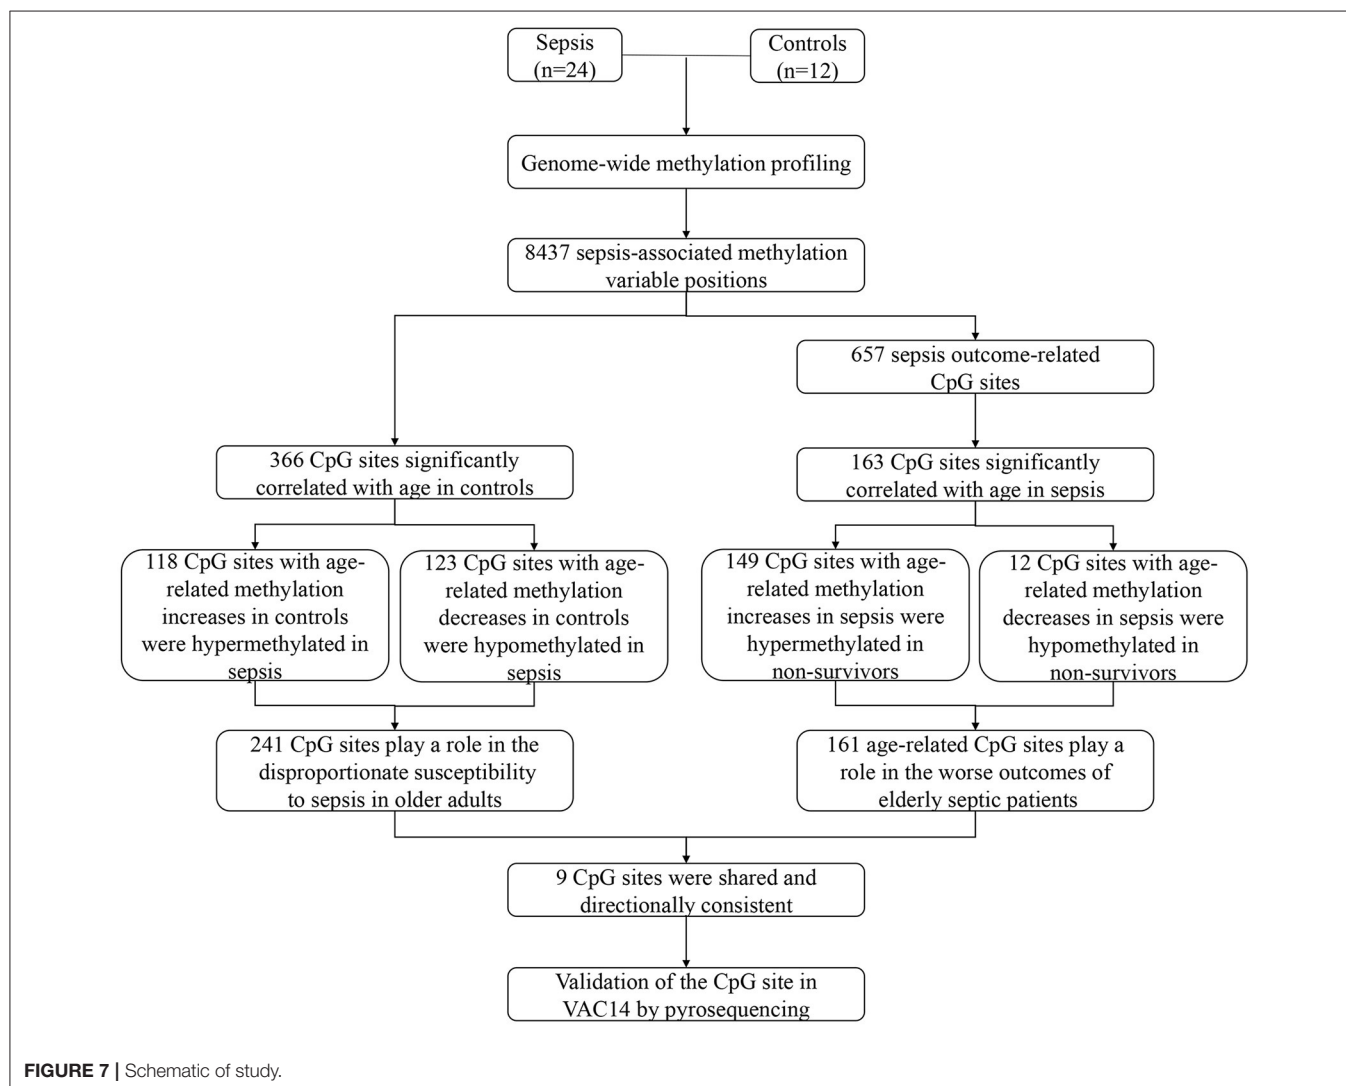 Sepsis
(n=24)
Controls
(n=12)
Genome-wide methylation profiling
8437 sepsis-associated methylation
variable positions
657 sepsis outcome-related
CpG sites
366 CpG sites significantly
correlated with age in controls
163 CpG sites significantly
correlated with age in sepsis
118 CpG sites with age-
related methylation
increases in controls
were hypermethylated in
sepsis
123 CpG sites with age-
related methylation
decreases in controls
were hypomethylated in
sepsis
149 CpG sites with age-
related methylation
increases in sepsis were
hypermethylated in
non-survivors
12 CpG sites with age-
related methylation
decreases in sepsis were
hypomethylated in
non-survivors
241 CpG sites play a role in the
disproportionate susceptibility
to sepsis in older adults
161 age-related CpG sites play a
role in the worse outcomes of
elderly septic patients
9 CpG sites were shared and
directionally consistent
Validation of the CpG site in
VAC14 by pyrosequencing
FIGURE 7 | Schematic of study.